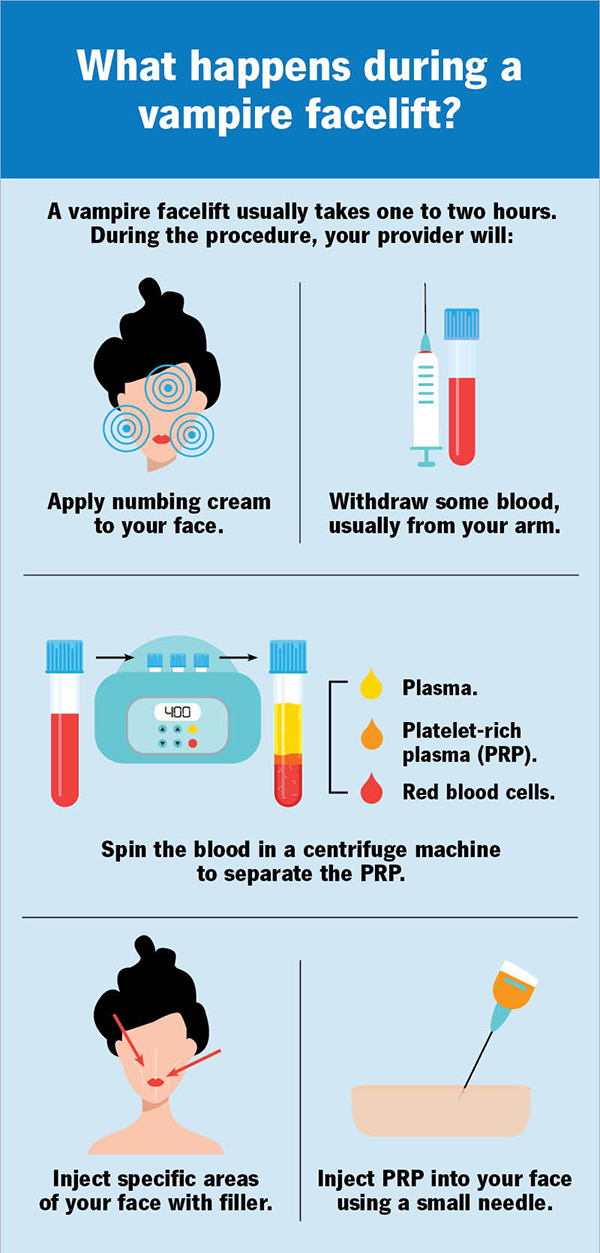 What happens during a
vampire facelift?
A vampire facelift usually takes one to two hours.
During the procedure, your provider will:
Apply numbing cream
to your face.
Withdraw some blood,
usually from your arm.
4:00
Plasma.
Platelet-rich
plasma (PRP).
Red blood cells.
Spin the blood in a centrifuge machine
to separate the PRP.
Inject specific areas
of your face with filler.
Inject PRP into your face
using a small needle.